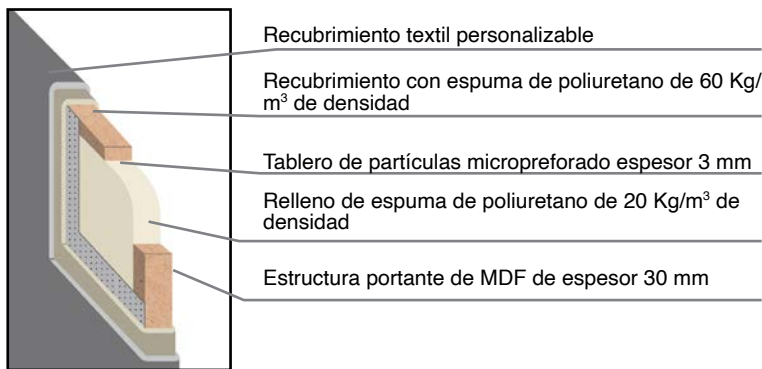 Recubrimiento textil personalizable
Recubrimiento con espuma de poliuretano de 60 Kg/
m³ de densidad
Tablero de partículas micropreforado espesor 3 mm
Relleno de espuma de poliuretano de 20 Kg/m³ de
densidad
Estructura portante de MDF de espesor 30 mm